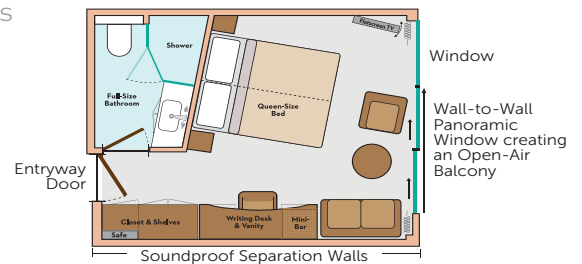 s
Shower
Full-Size
Bathroom
Queen-Size
Bed
Flatscreen TV
Window
Wall-to-Wall
Panoramic
Window creating
an Open-Air
Balcony
Entryway
Door
Closet & Shelves
Safe
Writing Desk
& Vanity
Mini-
Bar
Soundproof Separation Walls